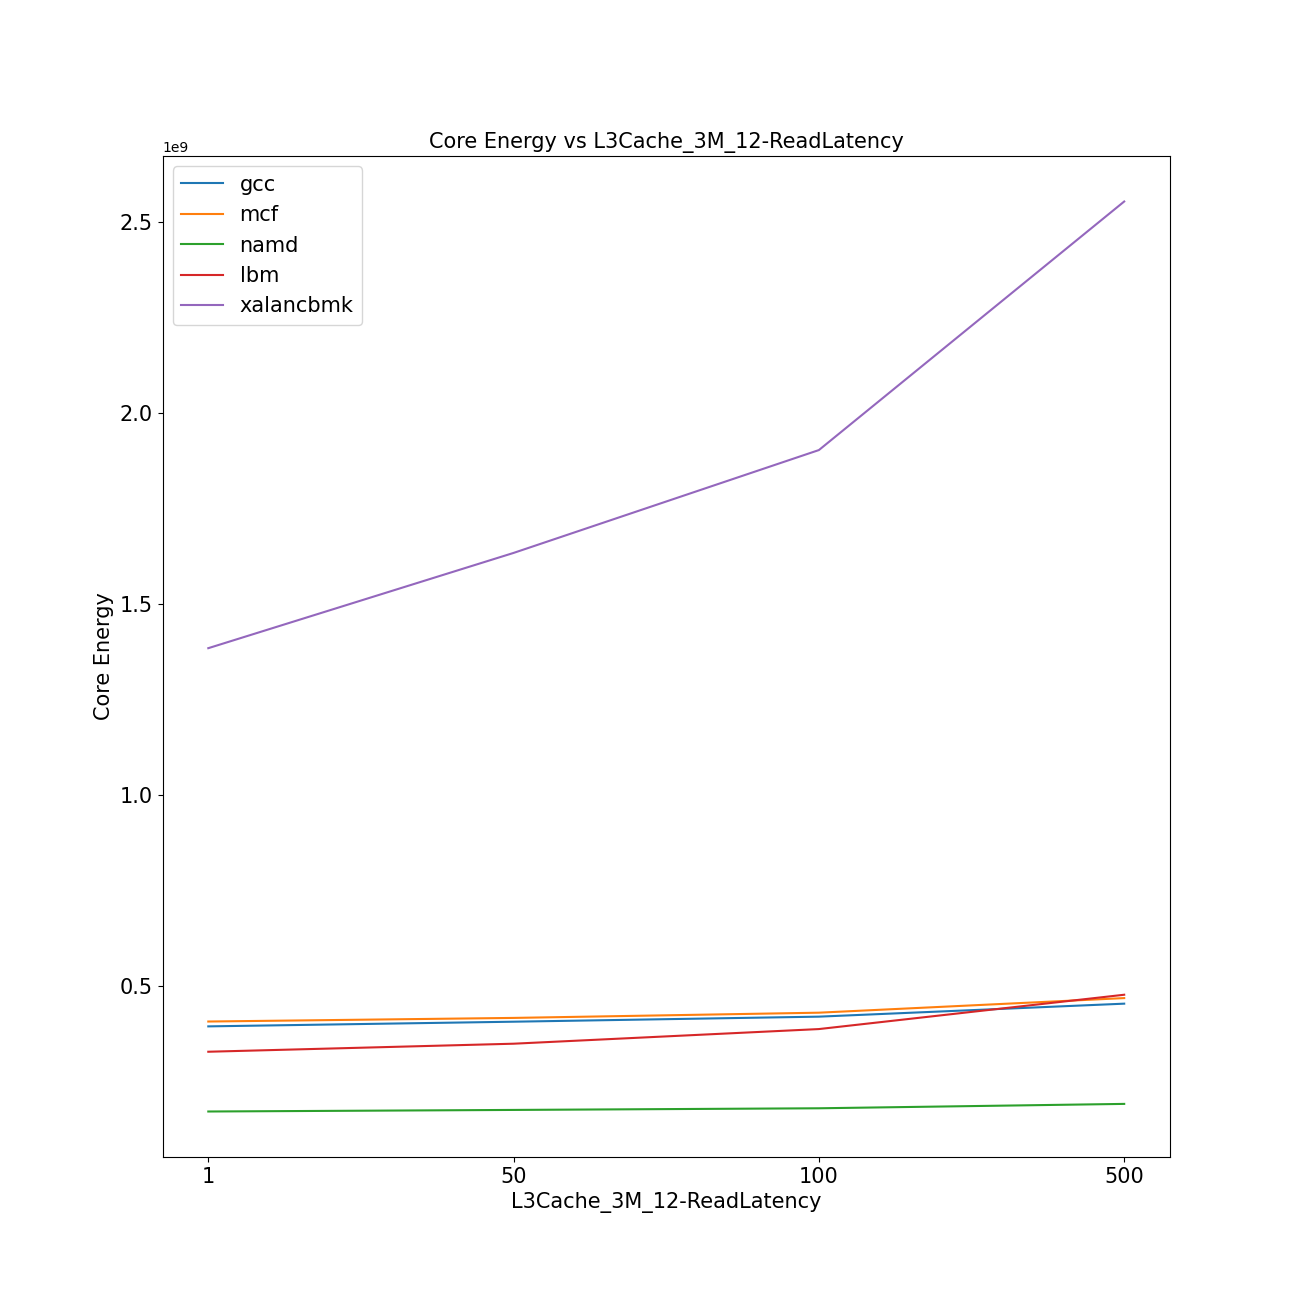 Core Energy vs L3Cache_3M_12-ReadLatency
1e9
gcc
mcf
namd
lbm
xalancbmk
2.5
2.0
1.5
1.0
0.5
Core Energy
1 50 100 500
L3Cache_3M_12-ReadLatency